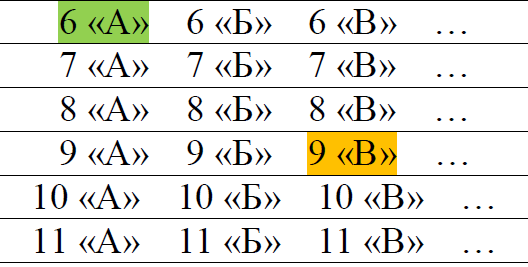 6 «А» 6 «Б» 6 «В» …
7 «А» 7 «Б» 7 «В» …
8 «А» 8 «Б» 8 «В» …
9 «А» 9 «Б» 9 «В» …
10 «А» 10 «Б» 10 «В» …
11 «А» 11 «Б» 11 «В» …